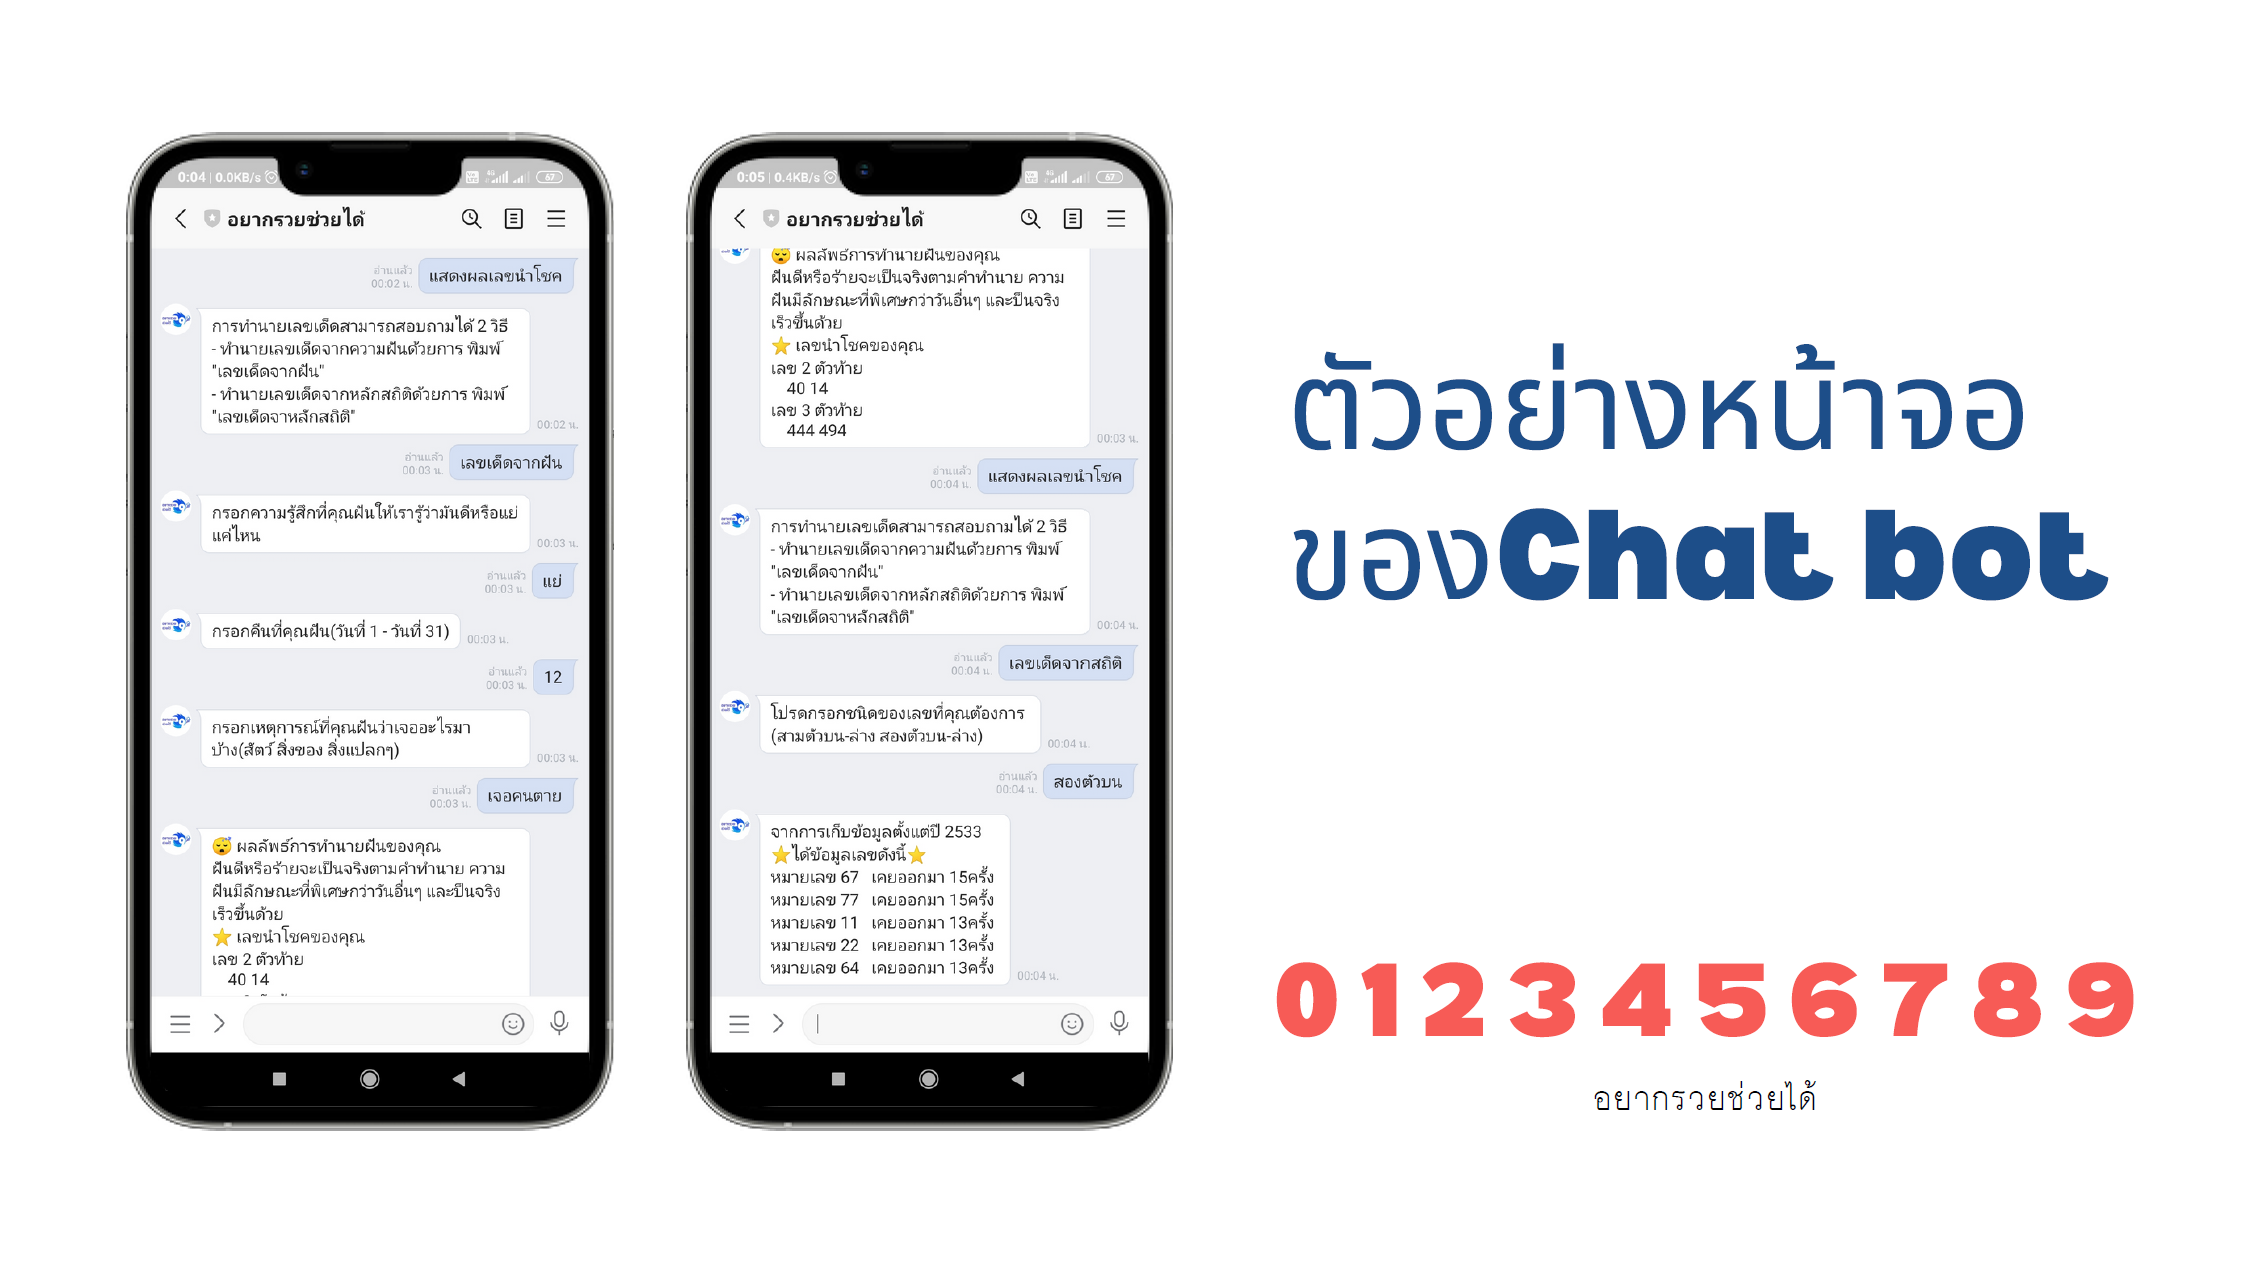 0:04 | 0.0KB/s
67
อยากรวยช่วยได้
อ่านแล้ว
00:02 น.
แสดงผลเลขนำโชค
การทำนายเลขเด็ดสามารถสอบถามได้ 2 วิธี
- ทำนายเลขเด็ดจากความฝันด้วยการ พิมพ์
"เลขเด็ดจากฝัน"
- ทำนายเลขเด็ดจากหลักสถิติด้วยการ พิมพ์
"เลขเด็ดจาหลักสถิติ"
00:02 น.
อ่านแล้ว
00:03 น.
เลขเด็ดจากฝัน
กรอกความรู้สึกที่คุณฝันให้เรารู้ว่ามันดีหรือแย่
แค่ไหน
00:03 น.
อ่านแล้ว
00:03 น.
แย่
กรอกคืนที่คุณฝัน(วันที่ 1 - วันที่ 31)
00:03 น.
อ่านแล้ว
00:03 น.
12
กรอกเหตุการณ์ที่คุณฝันว่าเจออะไรมา
บ้าง(สัตว์ สิ่งของ สิ่งแปลกๆ)
00:03 น.
อ่านแล้ว
00:03 น.
เจอคนตาย
ผลลัพธ์การทำนายฝันของคุณ
ฝันดีหรือร้ายจะเป็นจริงตามคำทำนาย ความ
ฝันมีลักษณะที่พิเศษกว่าวันอื่นๆ และป็นจริง
เร็วขึ้นด้วย
เลขนำโชคของคุณ
เลข 2 ตัวท้าย
40 14
0:05 | 0.4KB/s
67
อยากรวยช่วยได้
ผลลัพธ์การทำนายฝันของคุณ
ฝันดีหรือร้ายจะเป็นจริงตามคำทำนาย ความ
ฝันมีลักษณะที่พิเศษกว่าวันอื่นๆ และป็นจริง
เร็วขึ้นด้วย
เลขนำโชคของคุณ
เลข 2 ตัวท้าย
40 14
เลข 3 ตัวท้าย
444 494
00:03 น.
อ่านแล้ว
00:04 น.
แสดงผลเลขนำโชค
การทำนายเลขเด็ดสามารถสอบถามได้ 2 วิธี
- ทำนายเลขเด็ดจากความฝันด้วยการ พิมพ์
"เลขเด็ดจากฝัน"
- ทำนายเลขเด็ดจากหลักสถิติด้วยการ พิมพ์
"เลขเด็ดจาหลักสถิติ"
00:04 น.
อ่านแล้ว
00:04 น.
เลขเด็ดจากสถิติ
โปรดกรอกชนิดของเลขที่คุณต้องการ
(สามตัวบน-ล่าง สองตัวบน-ล่าง)
00:04 น.
อ่านแล้ว
00:04 น.
สองตัวบน
จากการเก็บข้อมูลตั้งแต่ปี 2533
ได้ข้อมูลเลขดังนี้
หมายเลข 67 เคยออกมา 15ครั้ง
หมายเลข 77 เคยออกมา 15ครั้ง
หมายเลข 11 เคยออกมา 13ครั้ง
หมายเลข 22 เคยออกมา 13ครั้ง
หมายเลข 64 เคยออกมา 13ครั้ง
00:04 น.
ตัวอย่างหน้าจอ
ของChat bot
0 1 2 3 4 5 6 7 8 9
อยากรวยช่วยได้